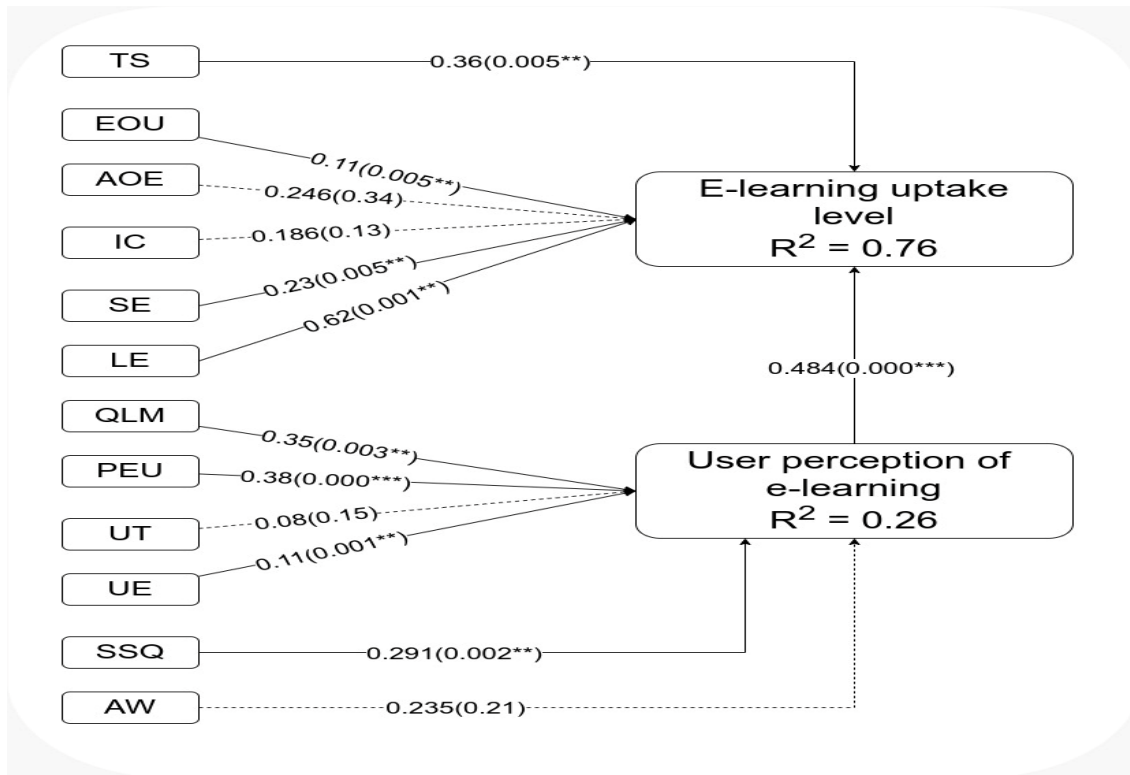 TS
0.36(0.005**)
EOU
0.11(0.005**)
AOE
0.246(0.34)
IC
0.186(0.13)
SE
0.23(0.005**)
LE
0.62(0.001**)
E-learning uptake
level
R² = 0.76
0.484(0.000***)
QLM
0.35(0.003**)
PEU
0.38(0.000***)
UT
0.08(0.15)
UE
0.11(0.001**)
User perception of
e-learning
R² = 0.26
SSQ
0.291(0.002**)
AW
0.235(0.21)